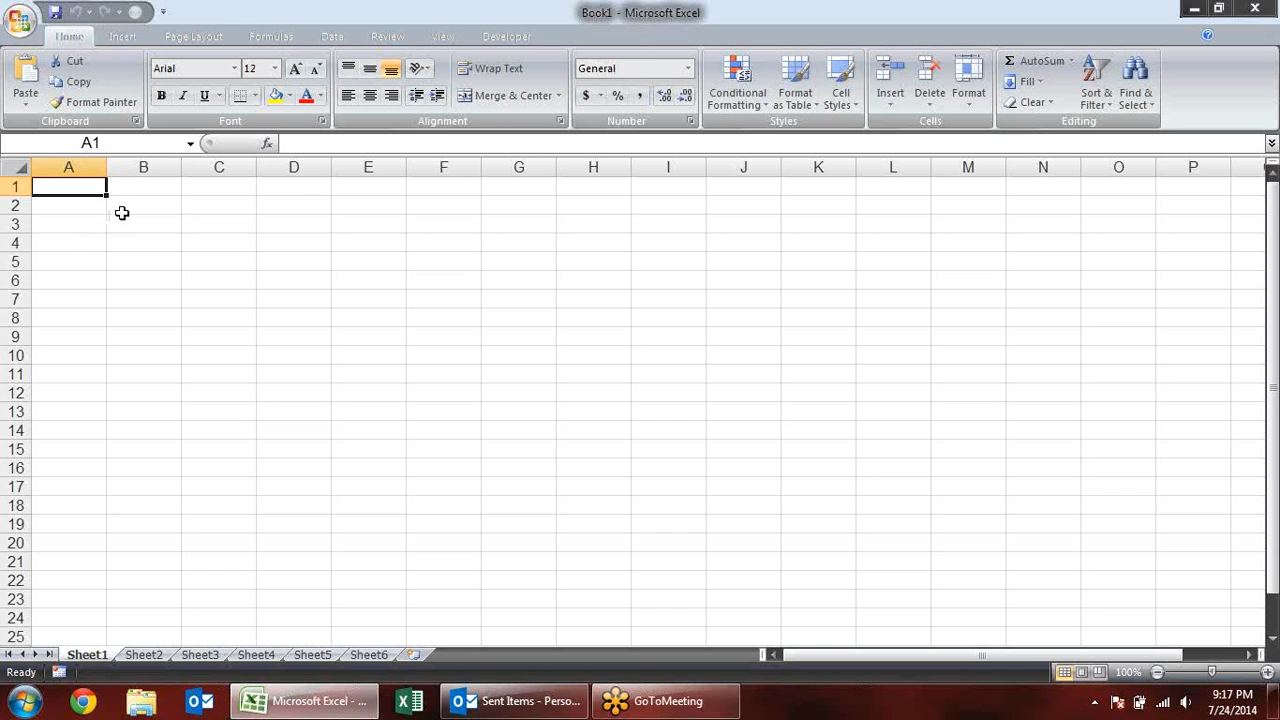 Book1 - Microsoft Excel
Home Insert Page Layout Formulas Data Review View Developer
Paste
Cut
Copy
Format Painter
Clipboard
Arial 12
Font
Wrap Text
Merge & Center
Alignment
General
$ % ,
Number
Conditional Formatting
Format as Table
Cell Styles
Styles
Insert Delete Format
Cells
Σ AutoSum
Fill
Clear
Sort & Filter
Find & Select
Editing
A1 fx
A B C D E F G H I J K L M N O P
1
2
3
4
5
6
7
8
9
10
11
12
13
14
15
16
17
18
19
20
21
22
23
24
25
Sheet1 Sheet2 Sheet3 Sheet4 Sheet5 Sheet6
Ready 100%
Microsoft Excel - ... Sent Items - Perso... GoToMeeting 9:17 PM
7/24/2014